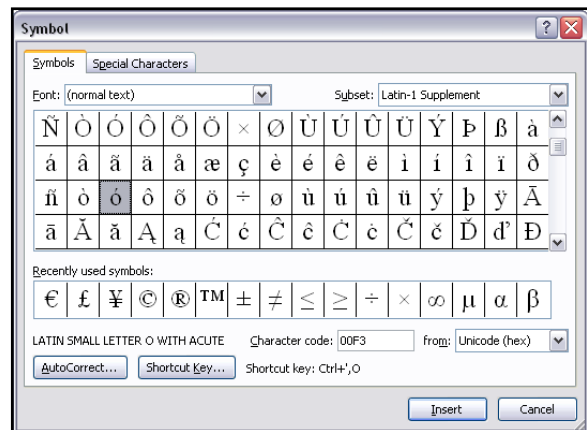 Symbol
Symbols Special Characters
Font: (normal text) Subset: Latin-1 Supplement
Ñ Ò Ó Ô Õ Ö × Ø Ù Ú Û Ü Ý Þ ß à
á â ã ä å æ ç è é ê ë ì í î ï ð
ñ ò ó ô õ ö ÷ ø ù ú û ü ý þ ÿ Ā
ā Ă ă Ą ą Ć ć Ĉ ĉ Ċ ċ Č č Ď ď Đ
Recently used symbols:
€ £ ¥ © ® ™ ± ≠ ≤ ≥ ÷ × ∞ µ α β
LATIN SMALL LETTER O WITH ACUTE Character code: 00F3 from: Unicode (hex)
AutoCorrect... Shortcut Key... Shortcut key: Ctrl+',O
Insert Cancel